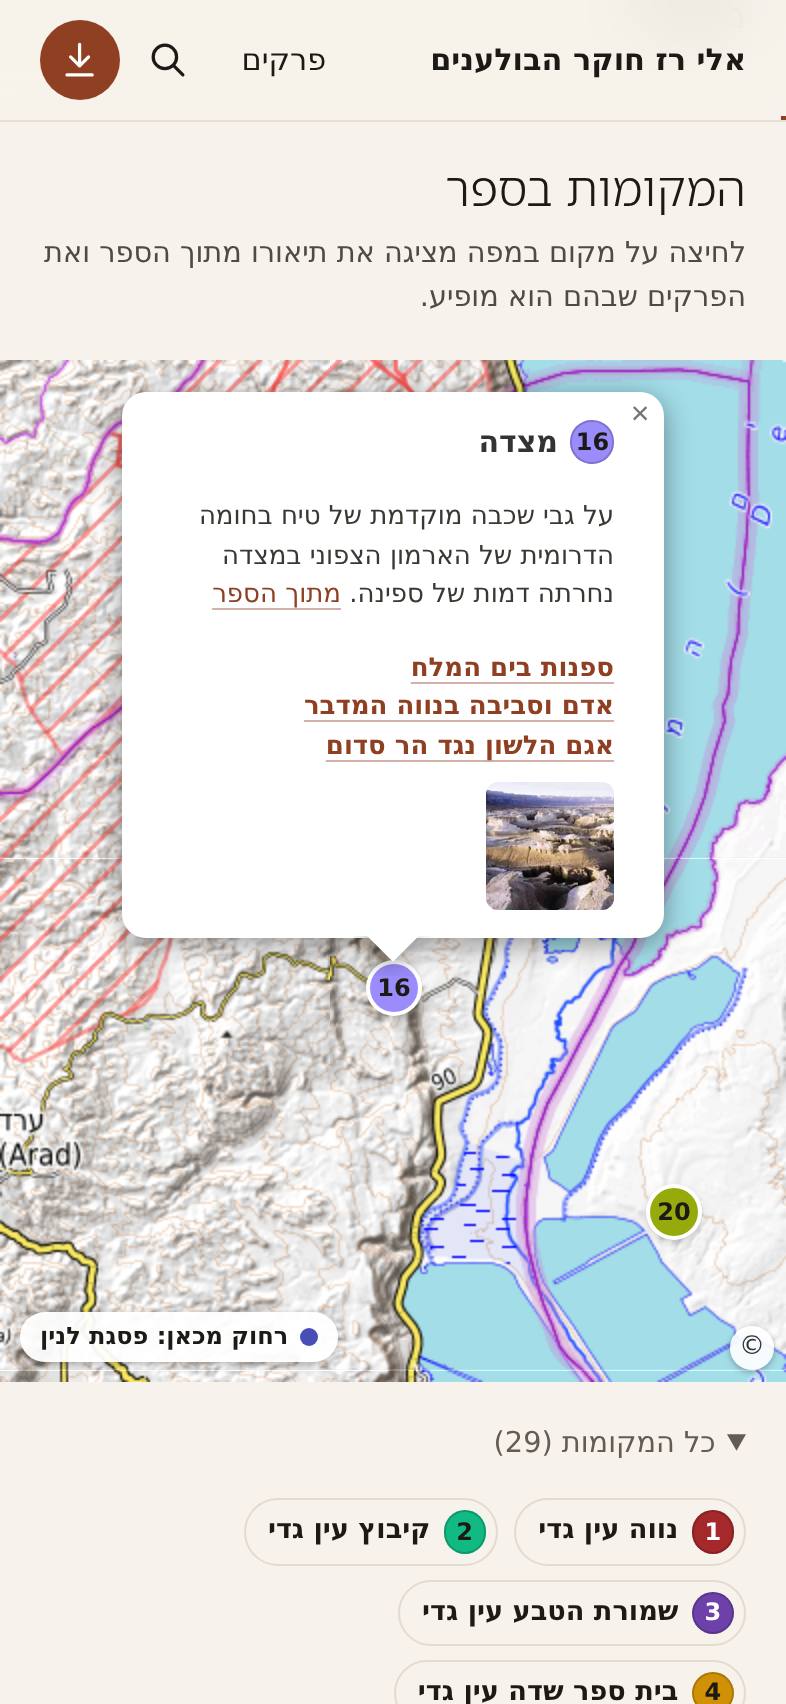 אלי רז חוקר הבולענים
פרקים
המקומות בספר
לחיצה על מקום במפה מציגה את תיאורו מתוך הספר ואת
הפרקים שבהם הוא מופיע.
×
16 מצדה
על גבי שכבה מוקדמת של טיח בחומה
הדרומית של הארמון הצפוני במצדה
נחרתה דמות של ספינה. מתוך הספר
ספנות בים המלח
אדם וסביבה בנווה המדבר
אגם הלשון נגד הר סדום
16
90
ערד
(Arad)
20
רחוק מכאן: פסגת לנין
©
▼ כל המקומות (29)
1 נווה עין גדי
2 קיבוץ עין גדי
3 שמורת הטבע עין גדי
4 בית ספר שדה עין גדי